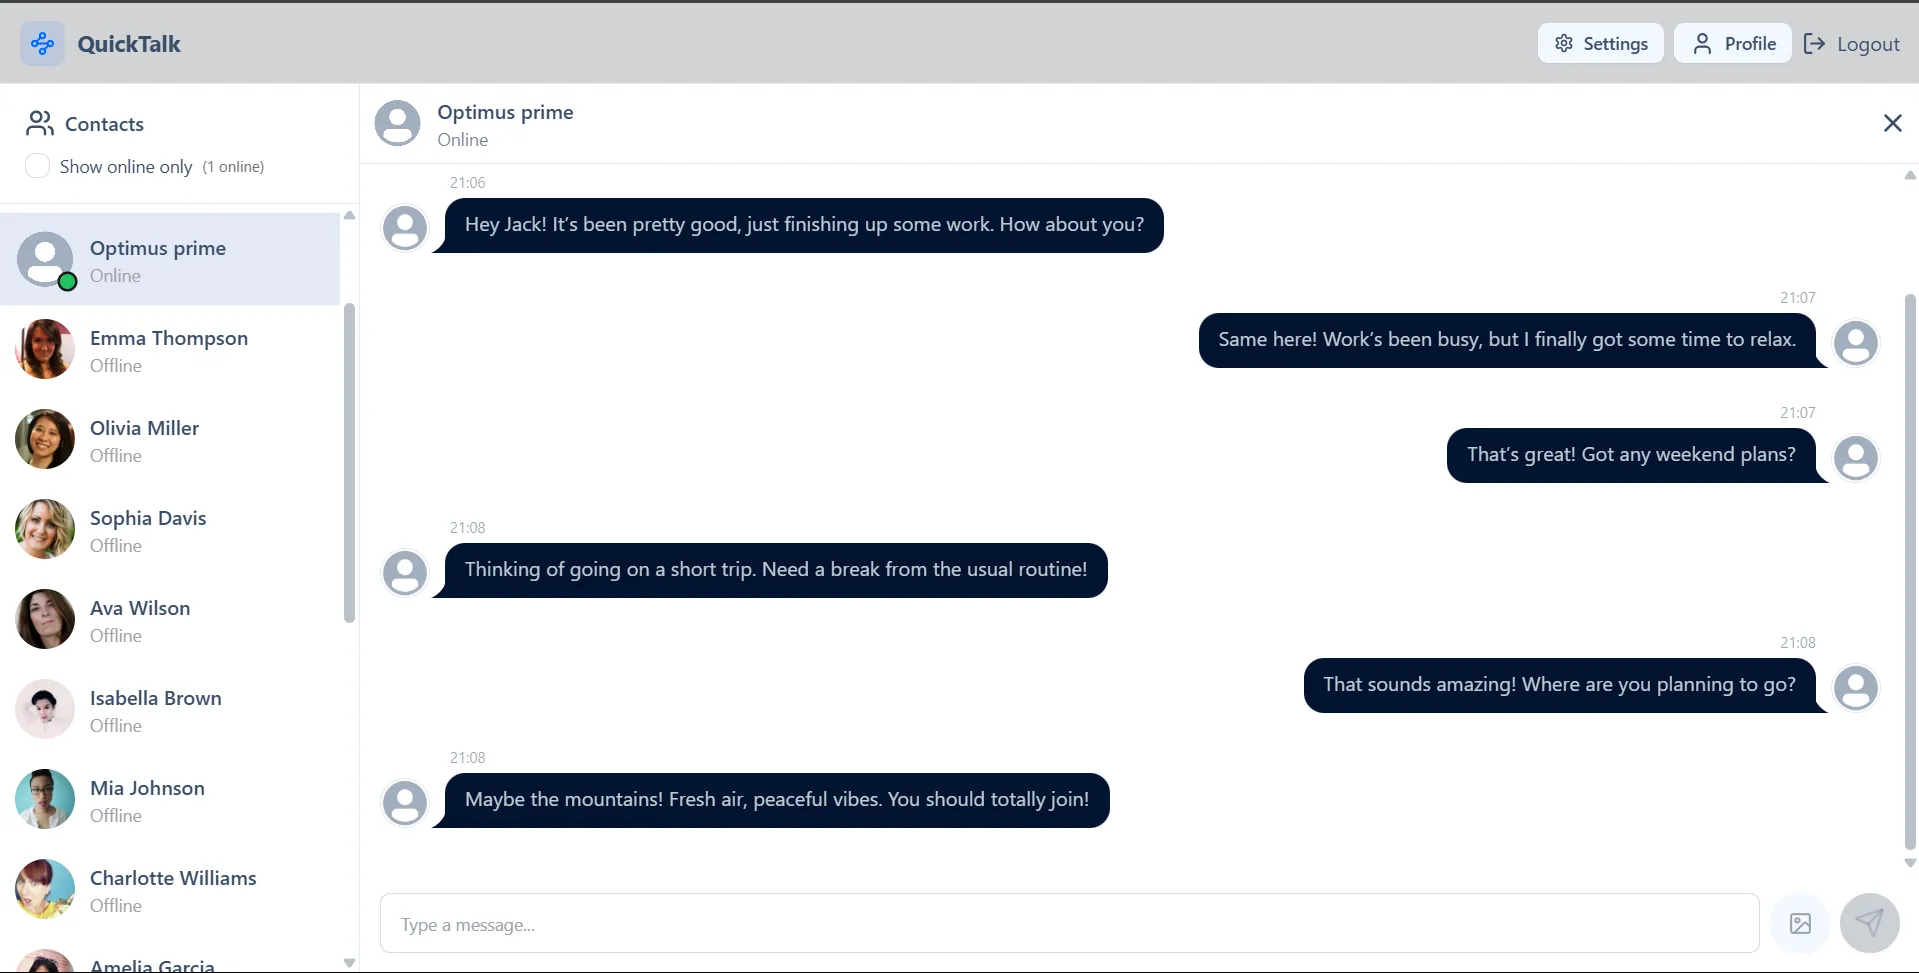 QuickTalk
Settings
Profile
Logout
Contacts
Show online only (1 online)
Optimus prime
Online
Emma Thompson
Offline
Olivia Miller
Offline
Sophia Davis
Offline
Ava Wilson
Offline
Isabella Brown
Offline
Mia Johnson
Offline
Charlotte Williams
Offline
Amelia Garcia
Optimus prime
Online
21:06
Hey Jack! It’s been pretty good, just finishing up some work. How about you?
21:07
Same here! Work’s been busy, but I finally got some time to relax.
21:07
That’s great! Got any weekend plans?
21:08
Thinking of going on a short trip. Need a break from the usual routine!
21:08
That sounds amazing! Where are you planning to go?
21:08
Maybe the mountains! Fresh air, peaceful vibes. You should totally join!
Type a message...